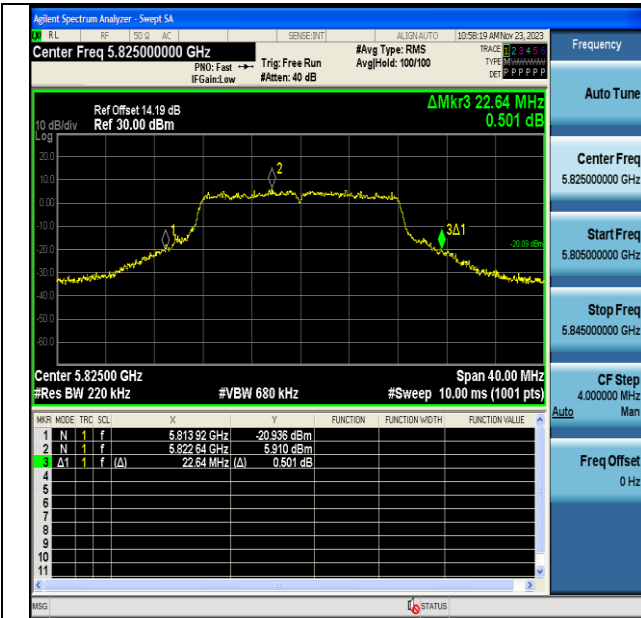 Agilent Spectrum Analyzer - Swept SA
RL RF 50 Ω AC SENSE:INT ALIGN AUTO 10:58:19 AM Nov 23, 2023
Center Freq 5.825000000 GHz #Avg Type: RMS TRACE 1 2 3 4 5 6
PNO: Fast Trig: Free Run Avg|Hold: 100/100 TYPE M
IFGain:Low #Atten: 40 dB DET P P P P P P
Ref Offset 14.19 dB ΔMkr3 22.64 MHz
10 dB/div Ref 30.00 dBm 0.501 dB
Log
20.0
10.0
0.00
-10.0
-20.0
-30.0
-40.0
-50.0
-60.0
2
1
3Δ1
-20.09 dBm
Center 5.82500 GHz Span 40.00 MHz
#Res BW 220 kHz #VBW 680 kHz #Sweep 10.00 ms (1001 pts)
MKR MODE TRC SCL X Y FUNCTION FUNCTION WIDTH FUNCTION VALUE
1 N 1 f 5.813 92 GHz -20.936 dBm
2 N 1 f 5.822 64 GHz 5.910 dBm
3 Δ1 1 f (Δ) 22.64 MHz (Δ) 0.501 dB
4
5
6
7
8
9
10
11
MSG STATUS
Frequency
Auto Tune
Center Freq
5.825000000 GHz
Start Freq
5.805000000 GHz
Stop Freq
5.845000000 GHz
CF Step
4.000000 MHz
Auto Man
Freq Offset
0 Hz